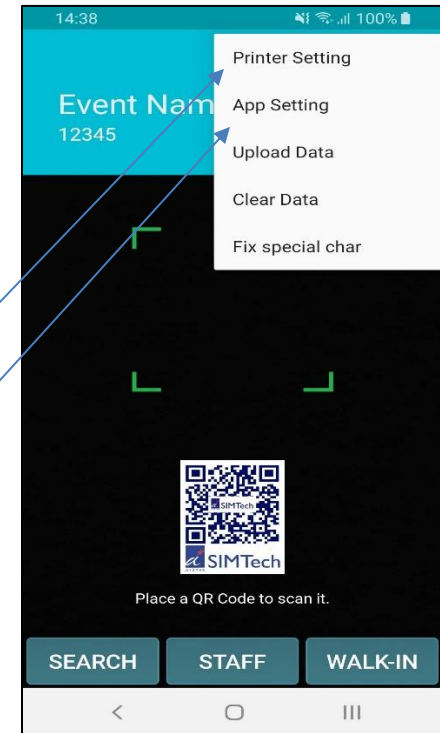 14:38
100%
Printer Setting
Event Nam
App Setting
12345
Upload Data
Clear Data
Fix special char
SIMTech
SIMTech
Place a QR Code to scan it.
SEARCH
STAFF
WALK-IN